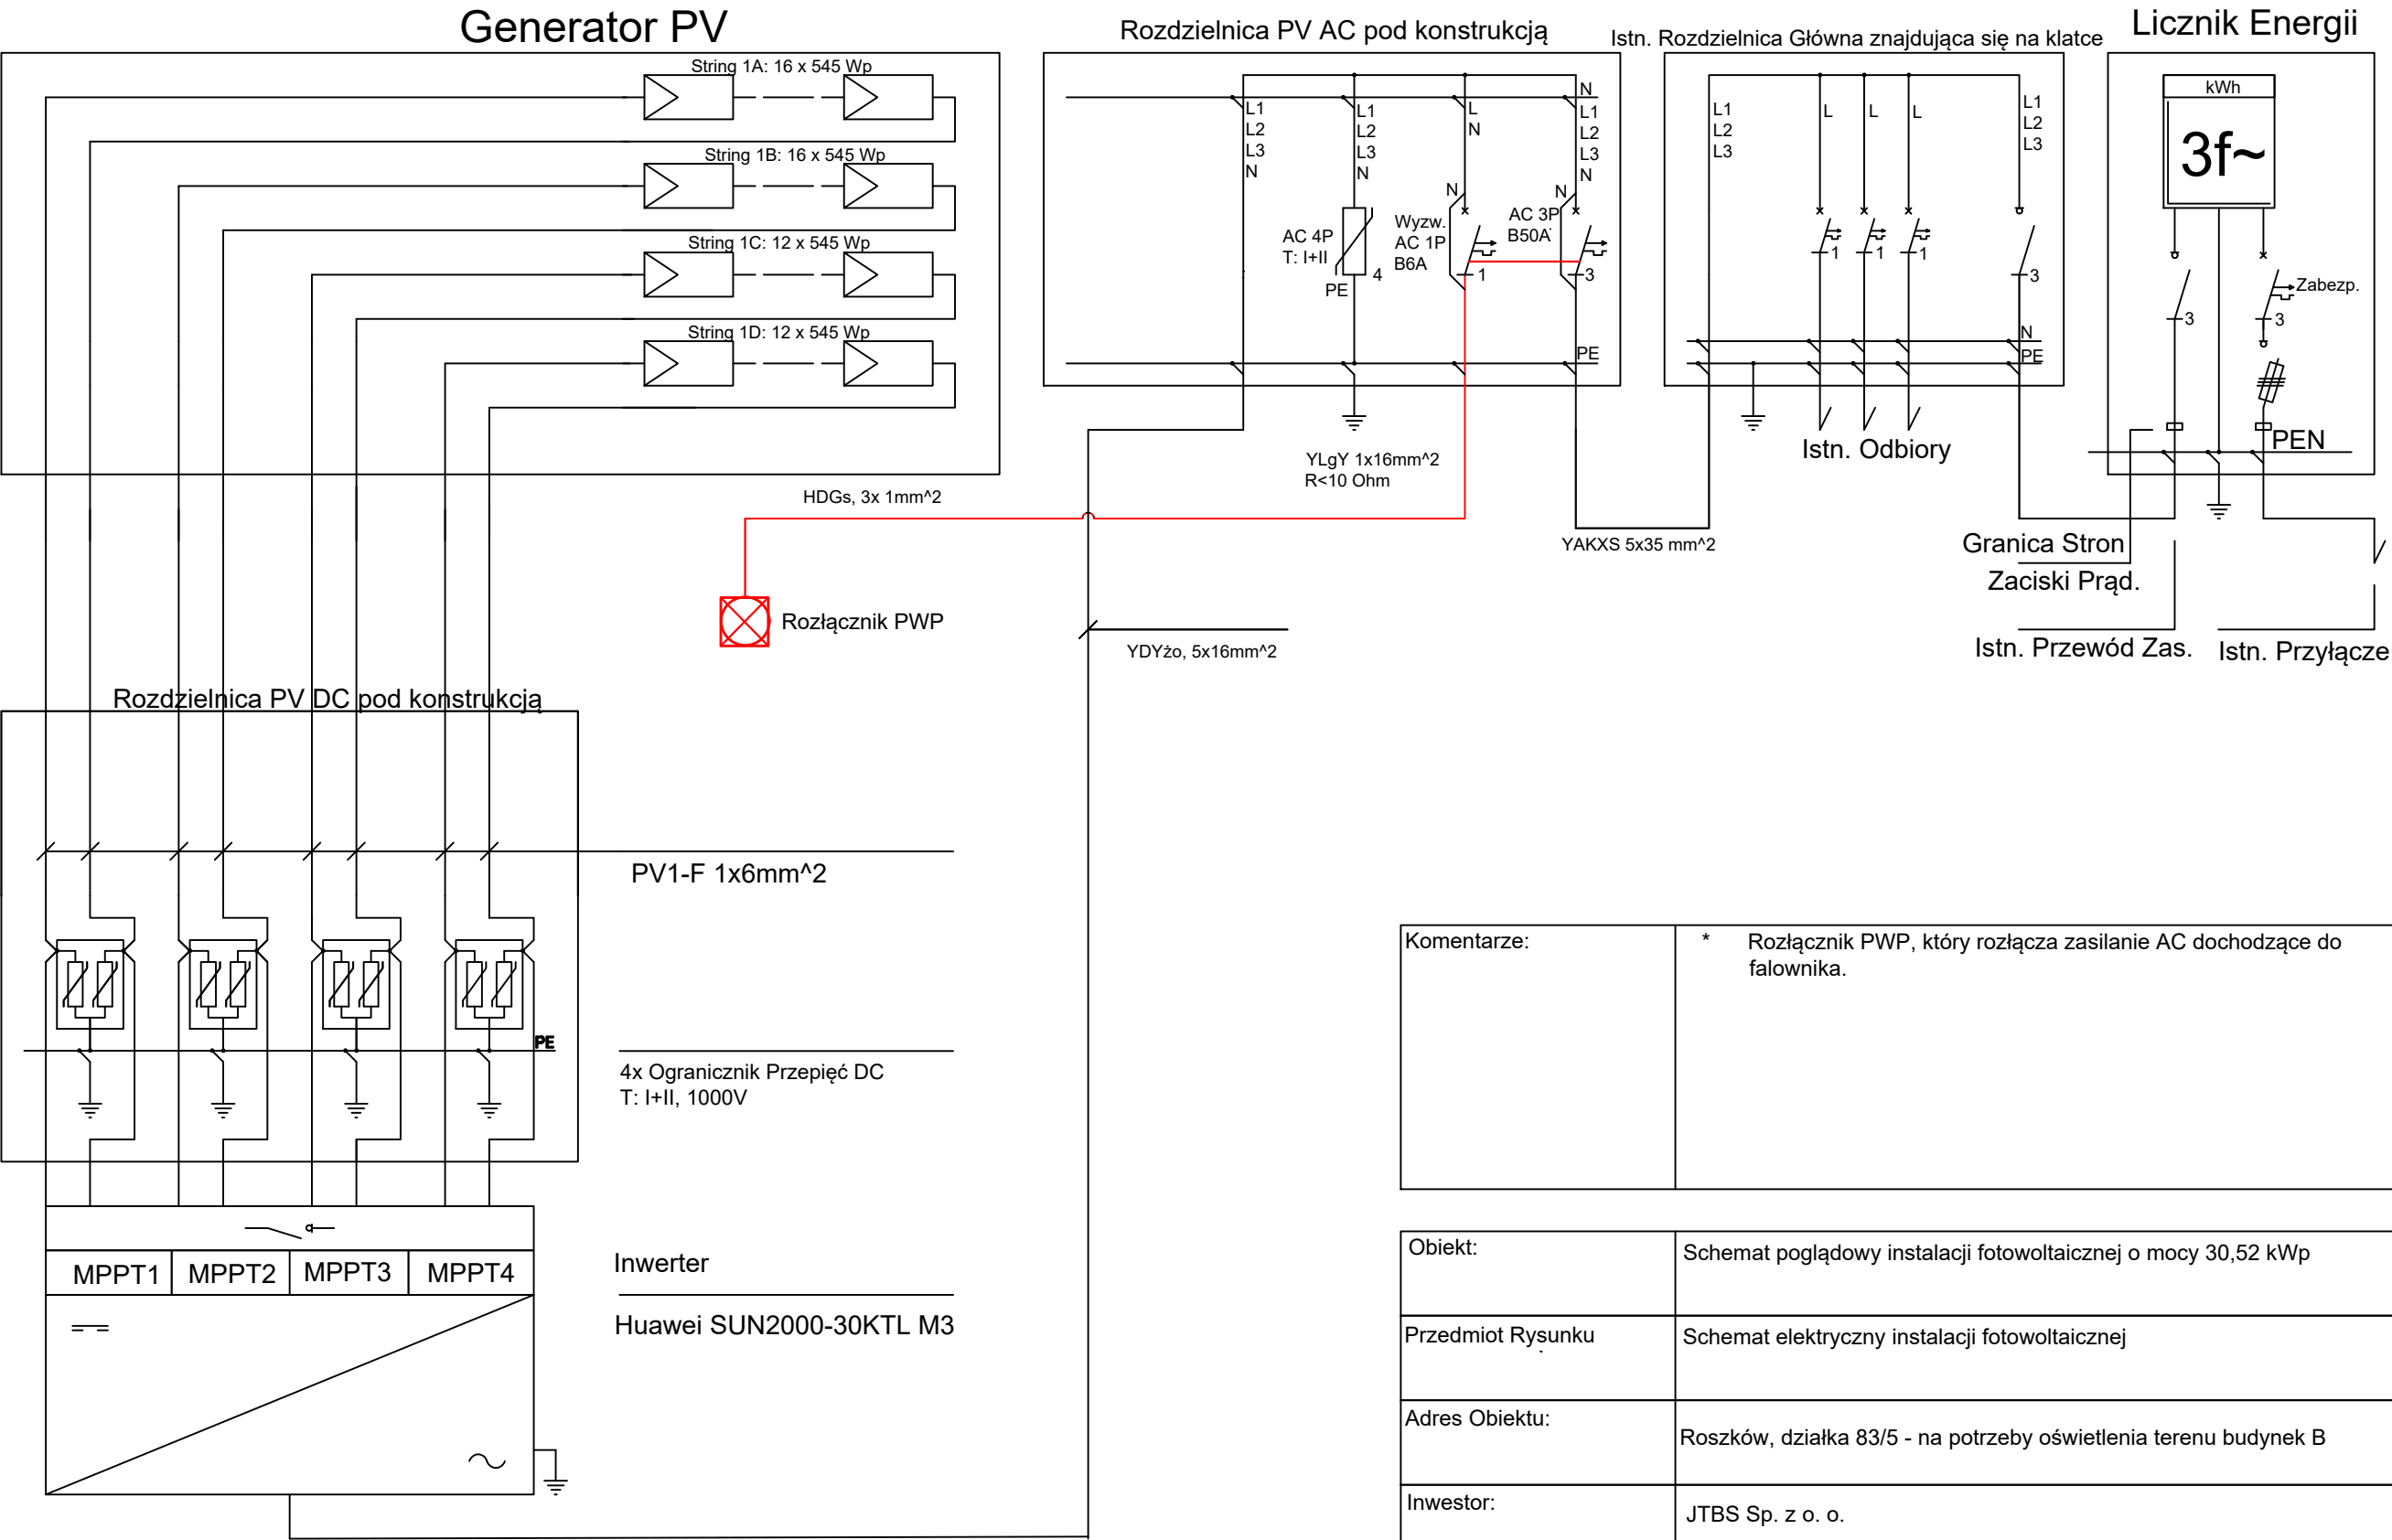 Generator PV
Rozdzielnica PV AC pod konstrukcją
Istn. Rozdzielnica Główna znajdująca się na klatce
Licznik Energii
String 1A: 16 x 545 Wp
String 1B: 16 x 545 Wp
String 1C: 12 x 545 Wp
String 1D: 12 x 545 Wp
N
L1
L2
L3
N
L1
L2
L3
N
L
N
L1
L2
L3
N
N
N
AC 4P
T: I+II
4
PE
Wyzw.
AC 1P
B6A
1
AC 3P
B50A
3
PE
L1
L2
L3
L
L
L
L1
L2
L3
1
1
1
3
N
PE
kWh
3f~
3
3
Zabezp.
PEN
Istn. Odbiory
YLgY 1x16mm^2
R<10 Ohm
HDGs, 3x 1mm^2
YAKXS 5x35 mm^2
Granica Stron
Zaciski Prąd.
Istn. Przewód Zas.
Istn. Przyłącze
Rozłącznik PWP
YDYżo, 5x16mm^2
Rozdzielnica PV DC pod konstrukcją
PV1-F 1x6mm^2
PE
4x Ogranicznik Przepięć DC
T: I+II, 1000V
MPPT1
MPPT2
MPPT3
MPPT4
Inwerter
Huawei SUN2000-30KTL M3
Komentarze:
* Rozłącznik PWP, który rozłącza zasilanie AC dochodzące do
falownika.
Obiekt:
Schemat poglądowy instalacji fotowoltaicznej o mocy 30,52 kWp
Przedmiot Rysunku
Schemat elektryczny instalacji fotowoltaicznej
Adres Obiektu:
Roszków, działka 83/5 - na potrzeby oświetlenia terenu budynek B
Inwestor:
JTBS Sp. z o. o.